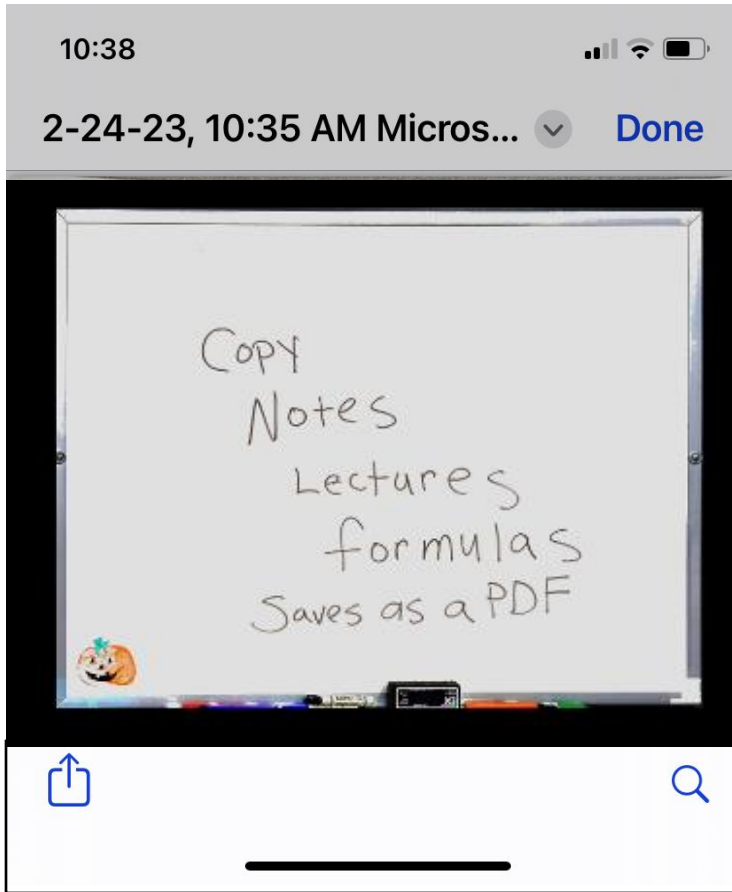 10:38
2-24-23, 10:35 AM Micros... Done
Copy
Notes
Lectures
formulas
Saves as a PDF